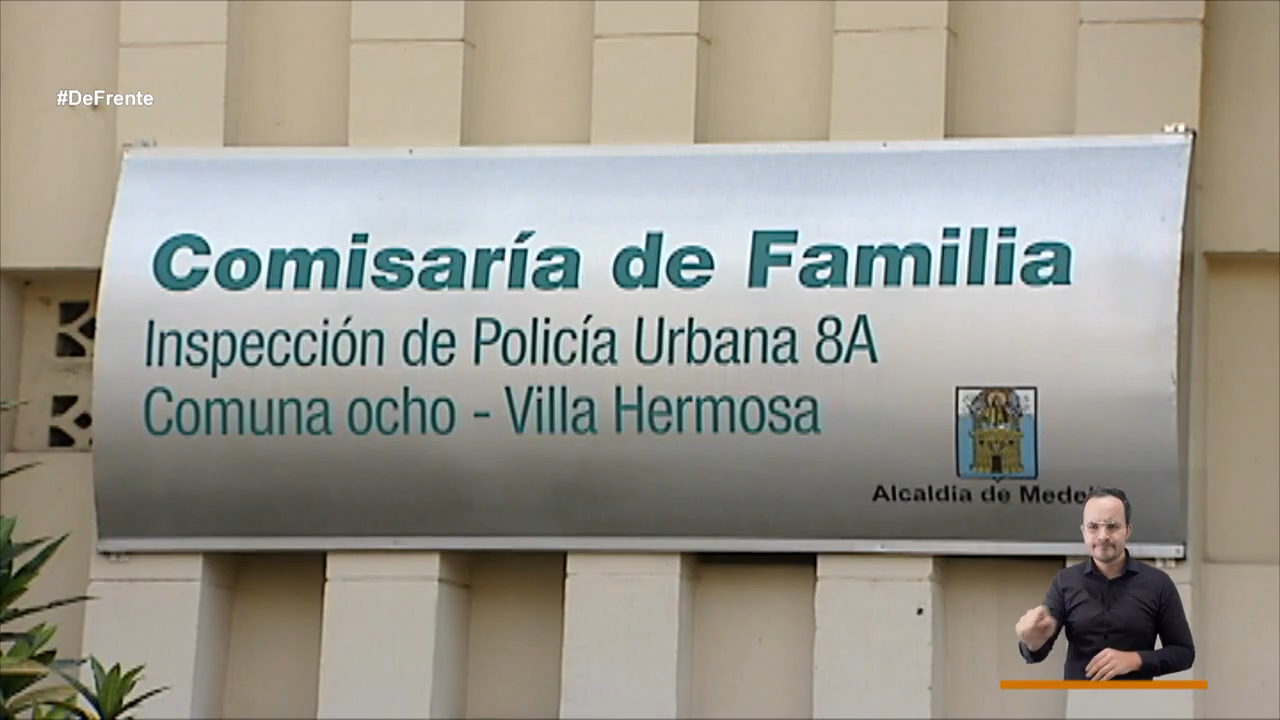 #DeFrente
Comisaría de Familia
Inspección de Policía Urbana 8A
Comuna ocho - Villa Hermosa
Alcaldía de